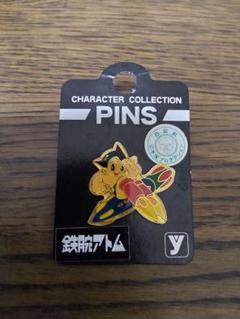 CHARACTER COLLECTION
PINS
鉄腕アトム
y